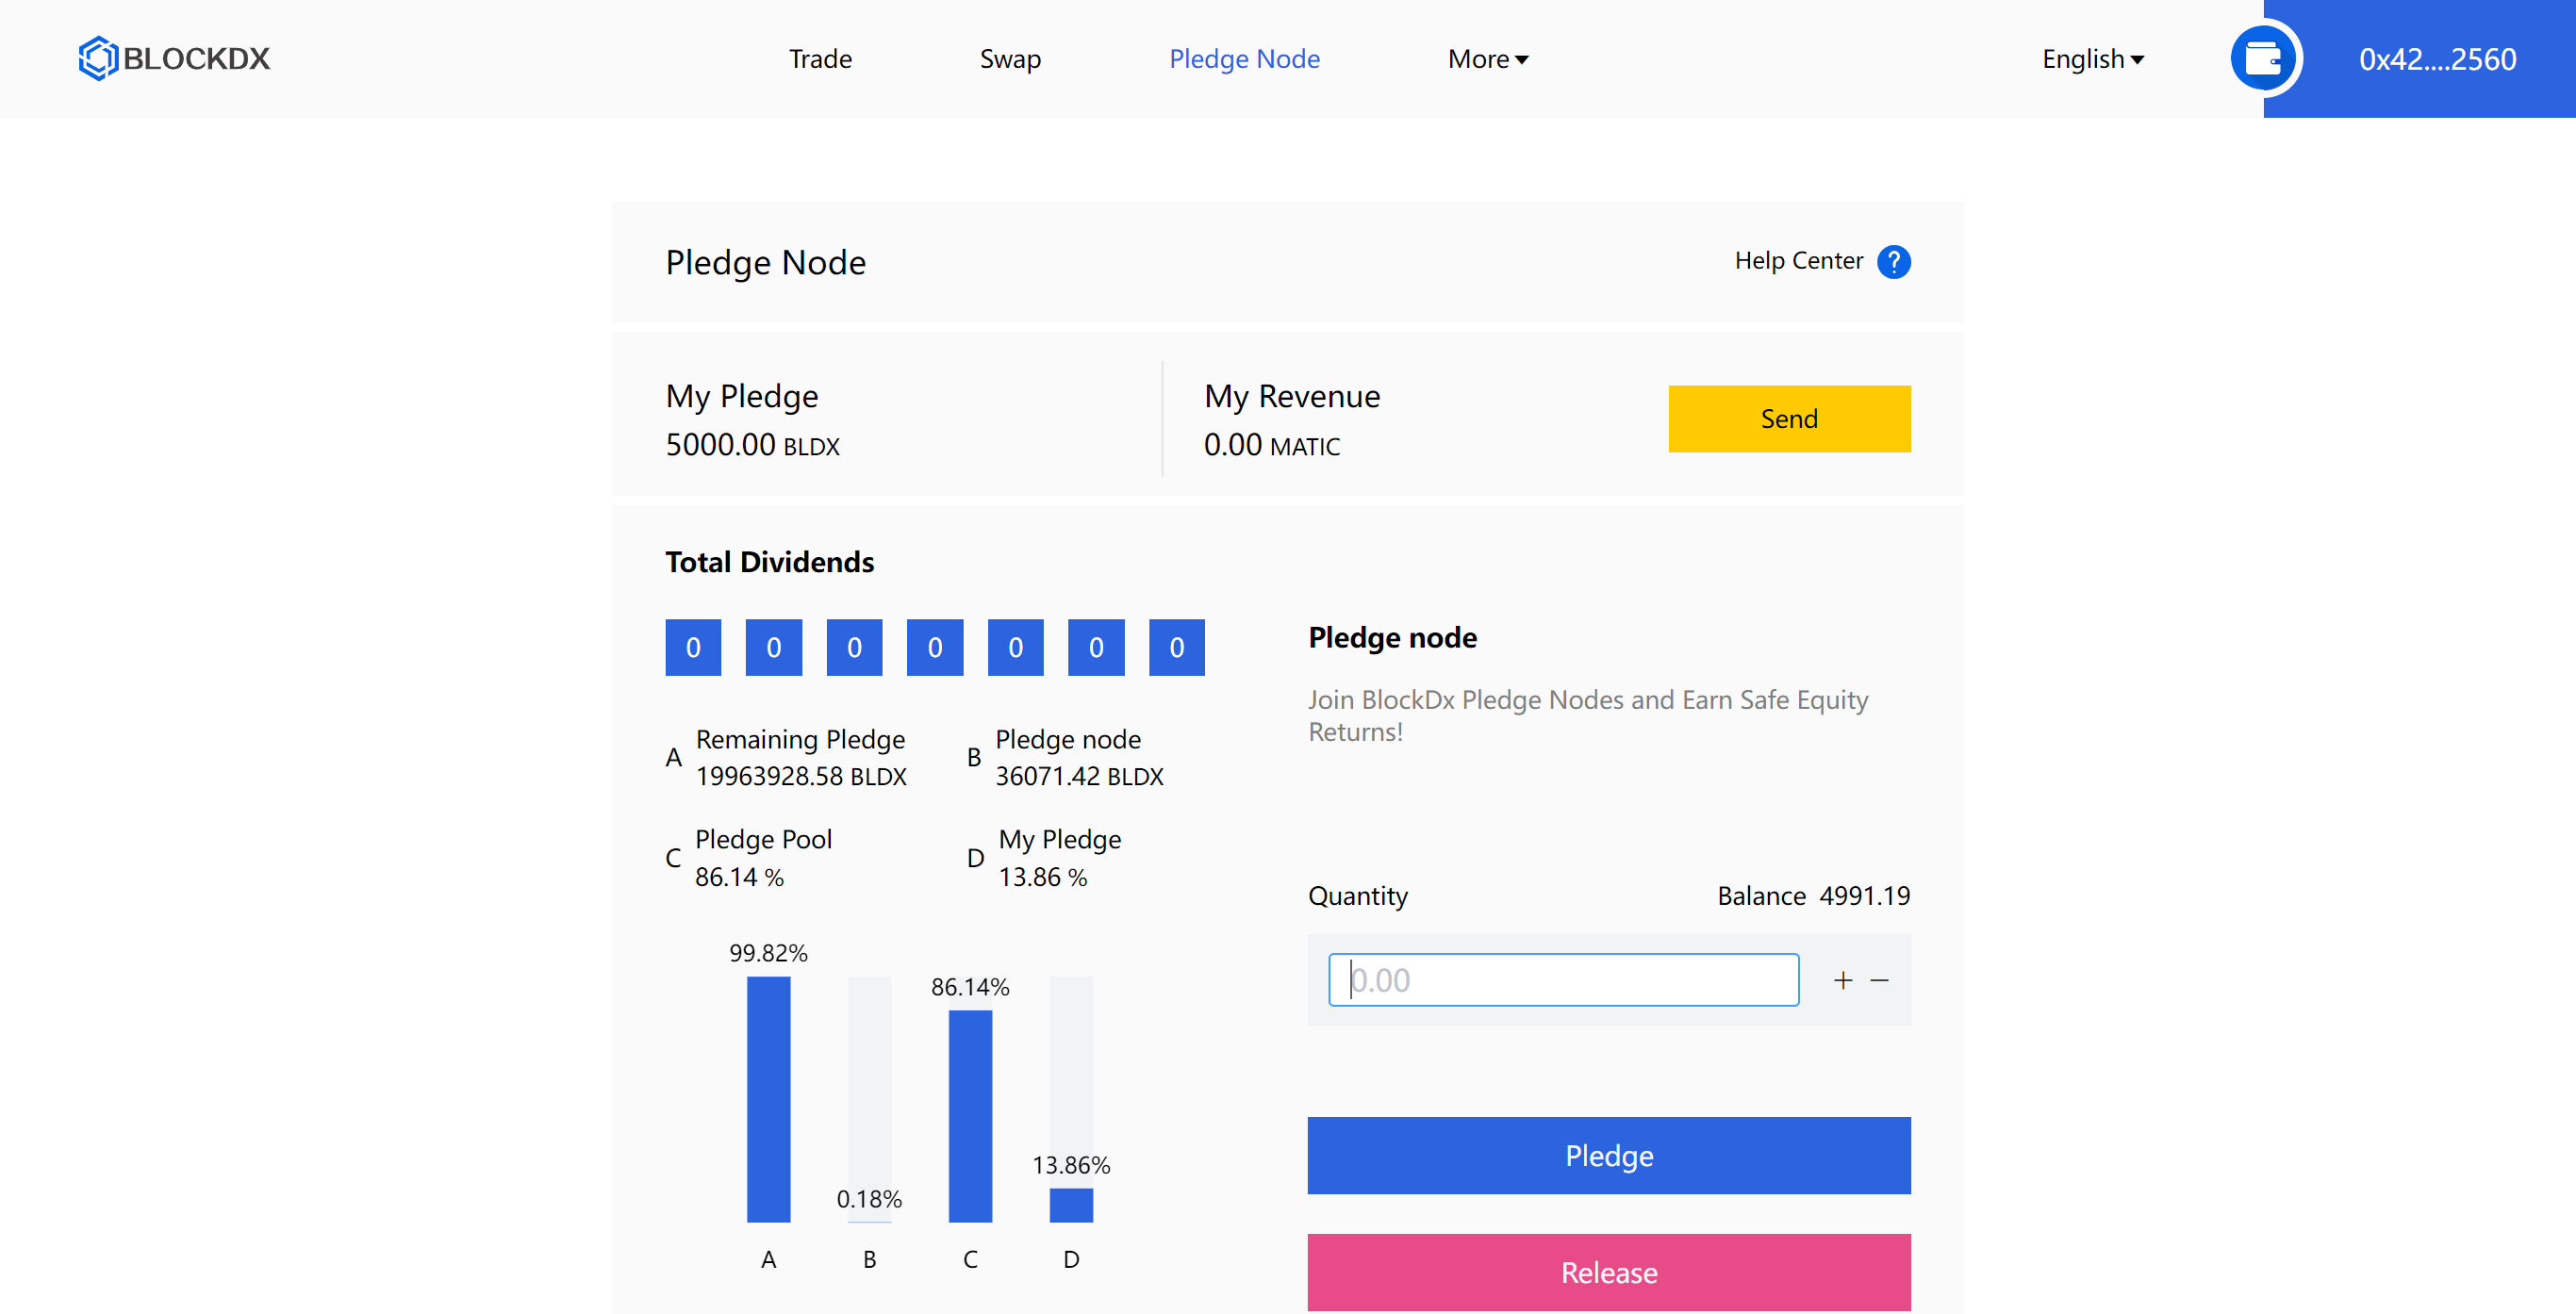 BLOCKDX
Trade
Swap
Pledge Node
More
English
0x42....2560
Pledge Node
Help Center ?
My Pledge
5000.00 BLDX
My Revenue
0.00 MATIC
Send
Total Dividends
0 0 0 0 0 0 0
A
Remaining Pledge
19963928.58 BLDX
B
Pledge node
36071.42 BLDX
C
Pledge Pool
86.14 %
D
My Pledge
13.86 %
99.82%
0.18%
86.14%
13.86%
A B C D
Pledge node
Join BlockDx Pledge Nodes and Earn Safe Equity
Returns!
Quantity
Balance 4991.19
0.00
+ −
Pledge
Release